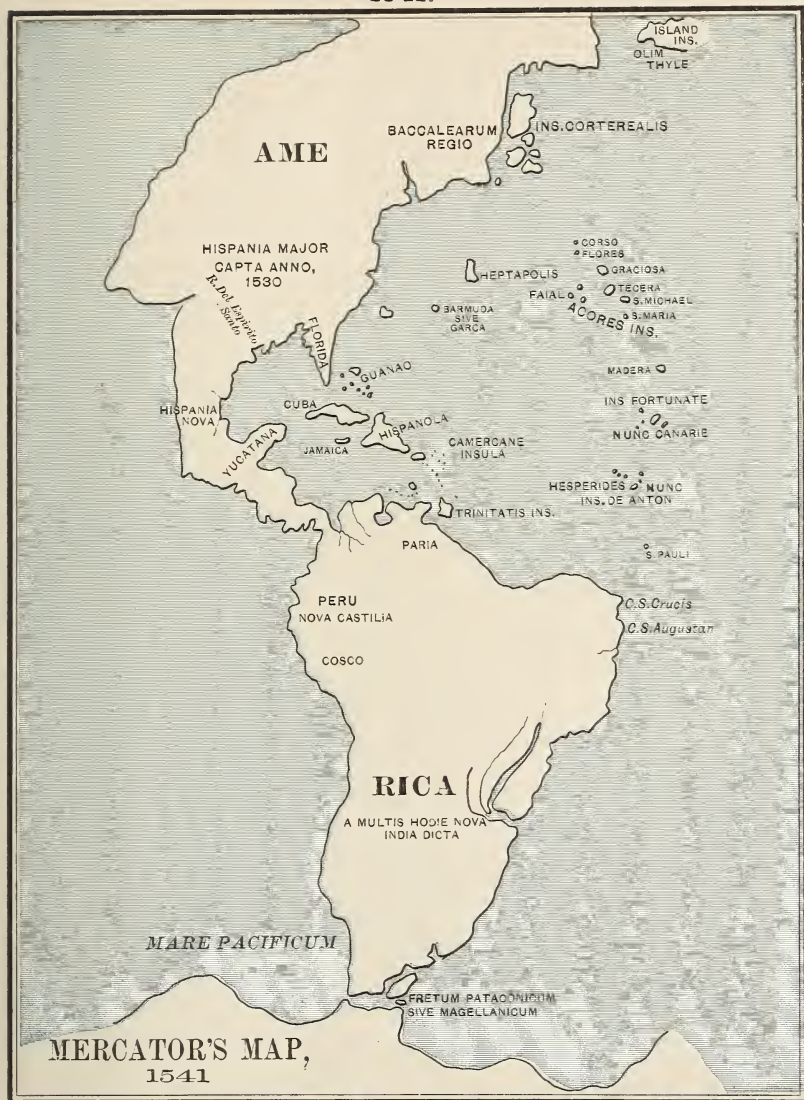 ISLAND
INS.
OLIM
THYLE
BACCALEARUM
REGIO
INS. CORTEREALIS
AME
HISPANIA MAJOR
CAPTA ANNO,
1530
R. Del Espirito
Santo
FLORIDA
CORSO
FLORES
GRACIOSA
HEPTAPOLIS
TECERA
FAIAL
S. MICHAEL
BARMUDA
SIVE
GARCA
S. MARIA
ACORES INS.
GUANAO
MADERA
CUBA
INS FORTUNATE
HISPANIA
NOVA
HISPANOLA
NUNC CANARIE
YUCATANA
JAMAICA
CAMERCANE
INSULA
HESPERIDES NUNC
INS. DE ANTON
TRINITATIS INS.
PARIA
S. PAULI
PERU
NOVA CASTILIA
C.S. Crucis
C.S. Augustan
COSCO
RICA
A MULTIS HODIE NOVA
INDIA DICTA
MARE PACIFICUM
FRETUM PATAGONICUM
SIVE MAGELLANICUM
MERCATOR'S MAP,
1541